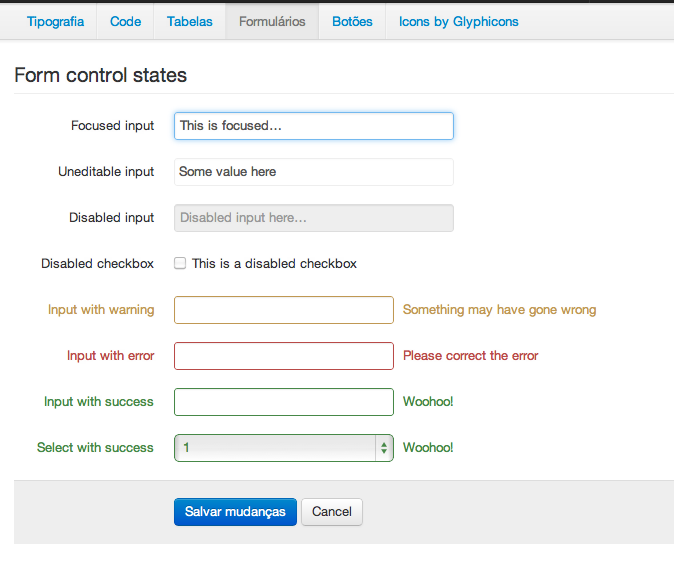 Tipografia Code Tabelas Formulários Botões Icons by Glyphicons
Form control states
Focused input This is focused...
Uneditable input Some value here
Disabled input Disabled input here...
Disabled checkbox This is a disabled checkbox
Input with warning Something may have gone wrong
Input with error Please correct the error
Input with success Woohoo!
Select with success 1 Woohoo!
Salvar mudanças Cancel